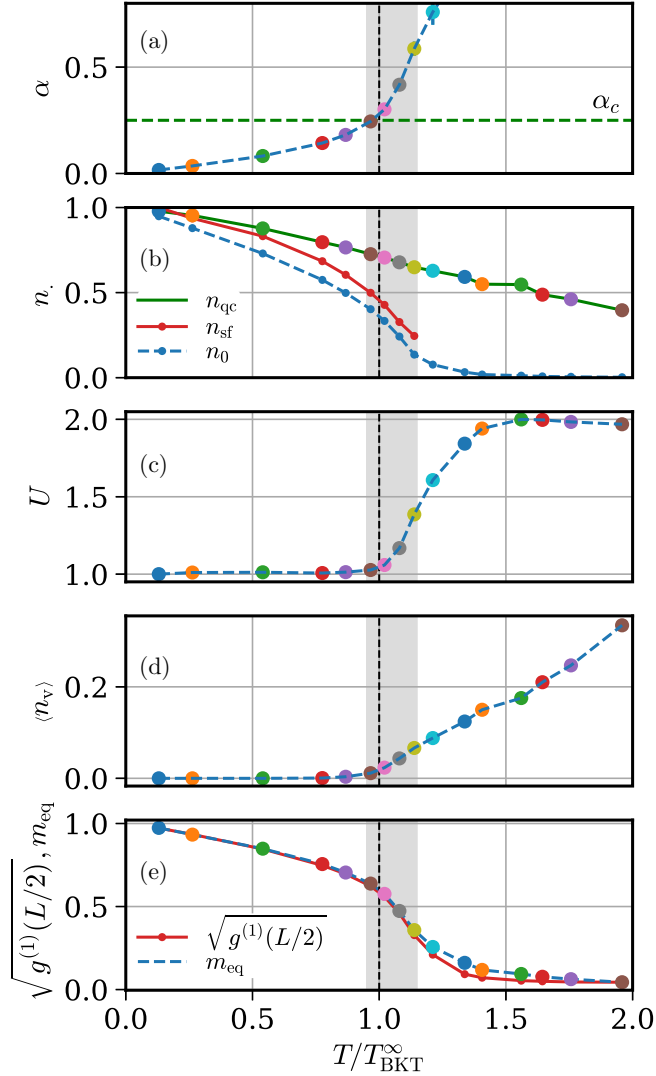 (a)
α
0.5
0.0
α_c
(b)
n.
1.0
0.5
0.0
n_qc
n_sf
n_0
(c)
U
2.0
1.5
1.0
(d)
⟨n_v⟩
0.2
0.0
(e)
√g^(1)(L/2), m_eq
1.0
0.5
0.0
√g^(1)(L/2)
m_eq
0.0 0.5 1.0 1.5 2.0
T/T^∞_BKT